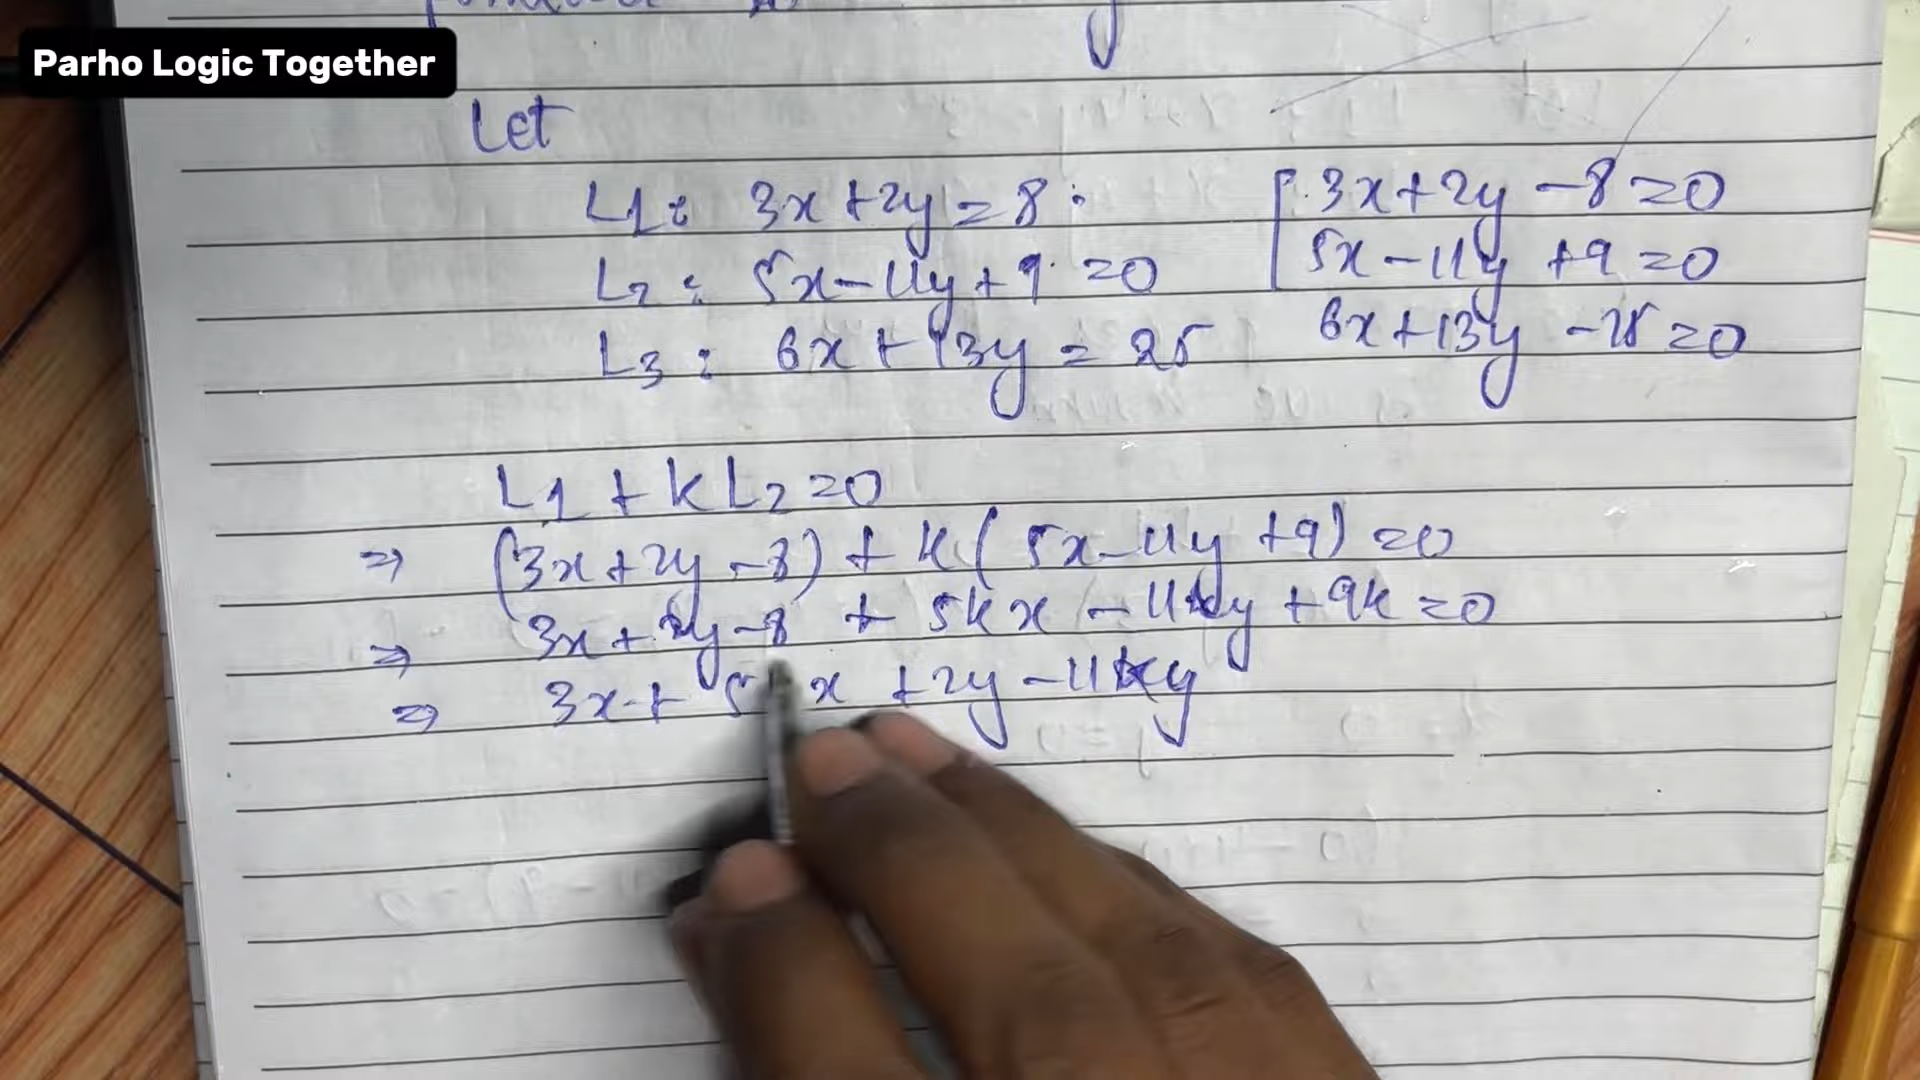 Parho Logic Together
Let
L1: 3x+2y=8 [3x+2y-8=0
L2: 5x-11y+9=0 5x-11y+9=0
L3: 6x+13y=25 6x+13y-25=0
L1+kL2=0
⇒ (3x+2y-8)+k(5x-11y+9)=0
⇒ 3x+2y-8+5kx-11ky+9k=0
⇒ 3x+5kx+2y-11ky